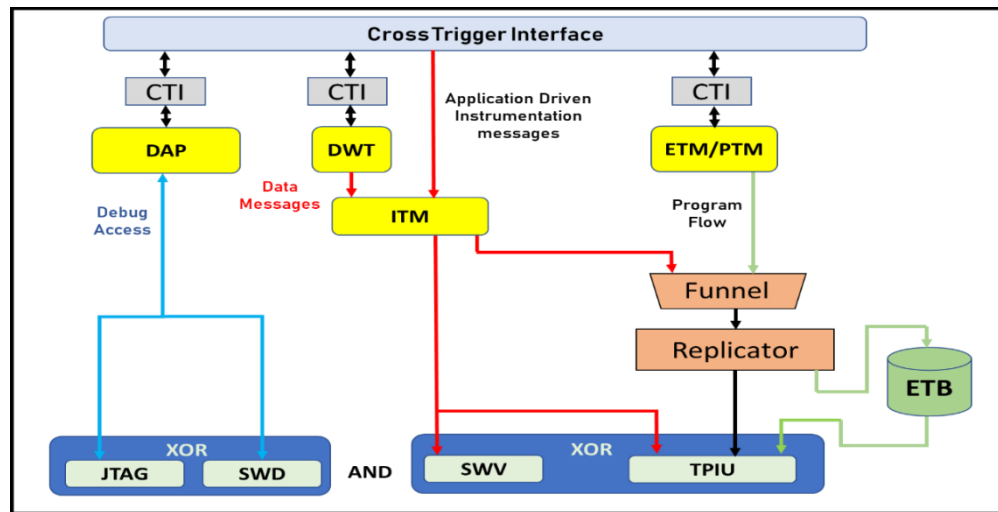 Cross Trigger Interface
CTI
CTI
CTI
Application Driven
Instrumentation
messages
DAP
DWT
ETM/PTM
Data
Messages
ITM
Debug
Access
Program
Flow
Funnel
Replicator
ETB
XOR
JTAG
SWD
AND
XOR
SWV
TPIU